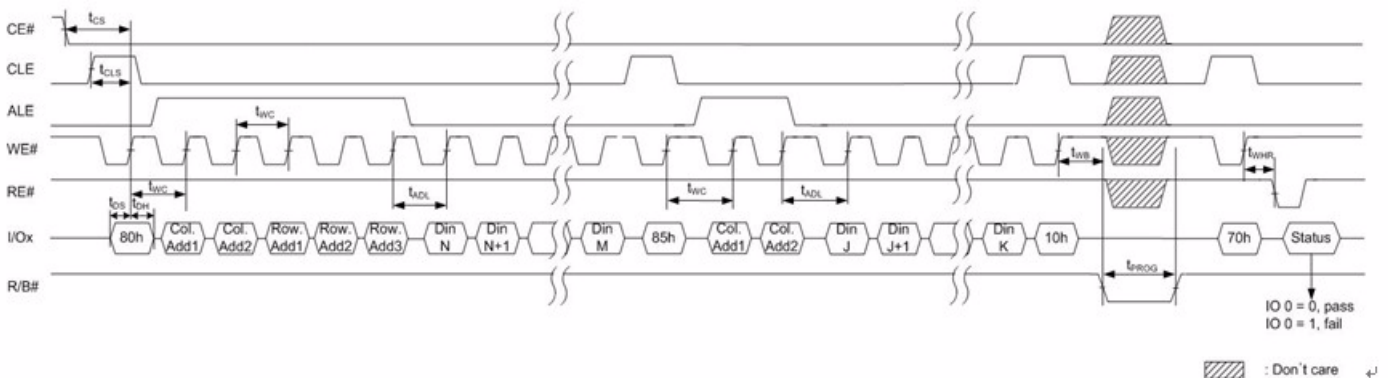 CE#
tCS
CLE
tCLS
ALE
tWC
WE#
tWB
tWHR
RE#
tWC
tADL
tWC
tADL
tDS
tDH
I/Ox
80h
Col. Add1
Col. Add2
Row. Add1
Row. Add2
Row. Add3
Din N
Din N+1
Din M
85h
Col. Add1
Col. Add2
Din J
Din J+1
Din K
10h
70h
Status
tPROG
R/B#
IO 0 = 0, pass
IO 0 = 1, fail
: Don`t care